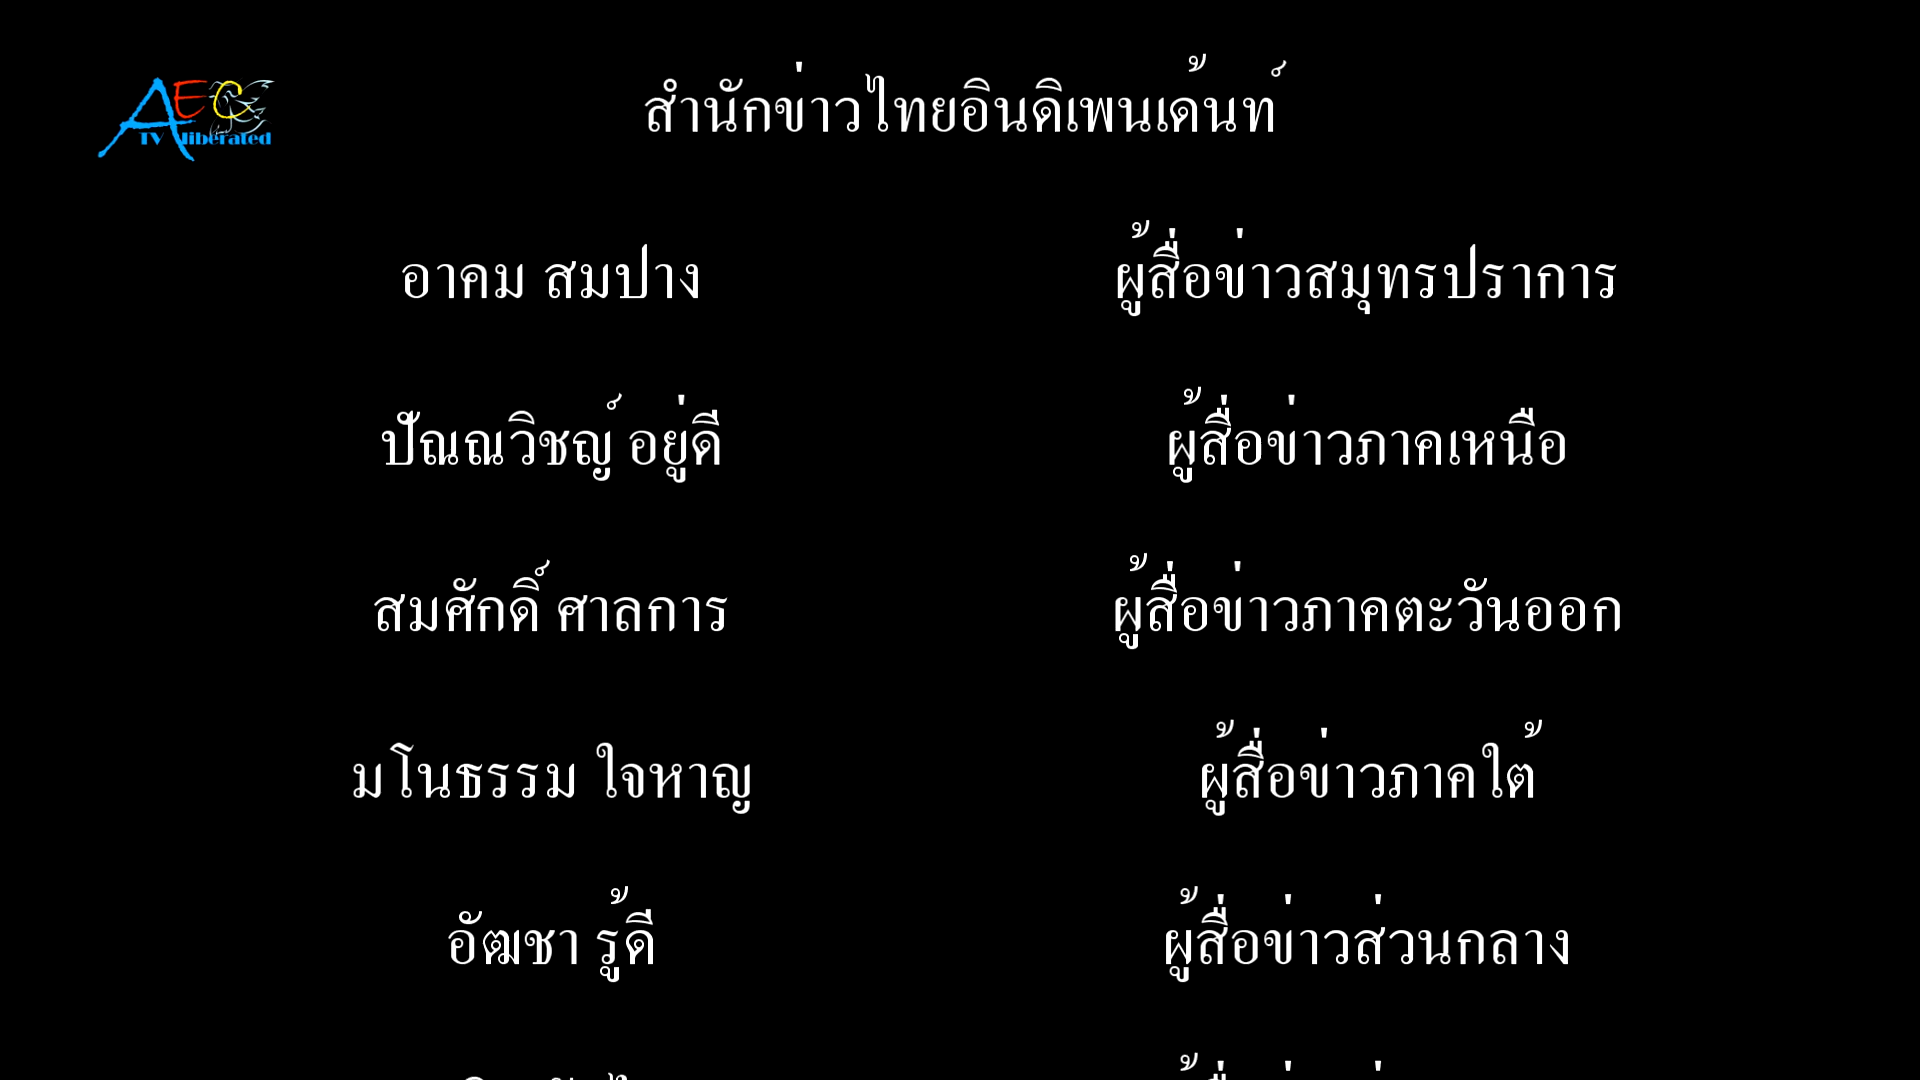 AEC
TV liberated
สำนักข่าวไทยอินดิเพนเด้นท์
อาคม สมปาง ผู้สื่อข่าวสมุทรปราการ
ปัณณวิชญ์ อยู่ดี ผู้สื่อข่าวภาคเหนือ
สมศักดิ์ ศาลการ ผู้สื่อข่าวภาคตะวันออก
มโนธรรม ใจหาญ ผู้สื่อข่าวภาคใต้
อัฒชา รู้ดี ผู้สื่อข่าวส่วนกลาง